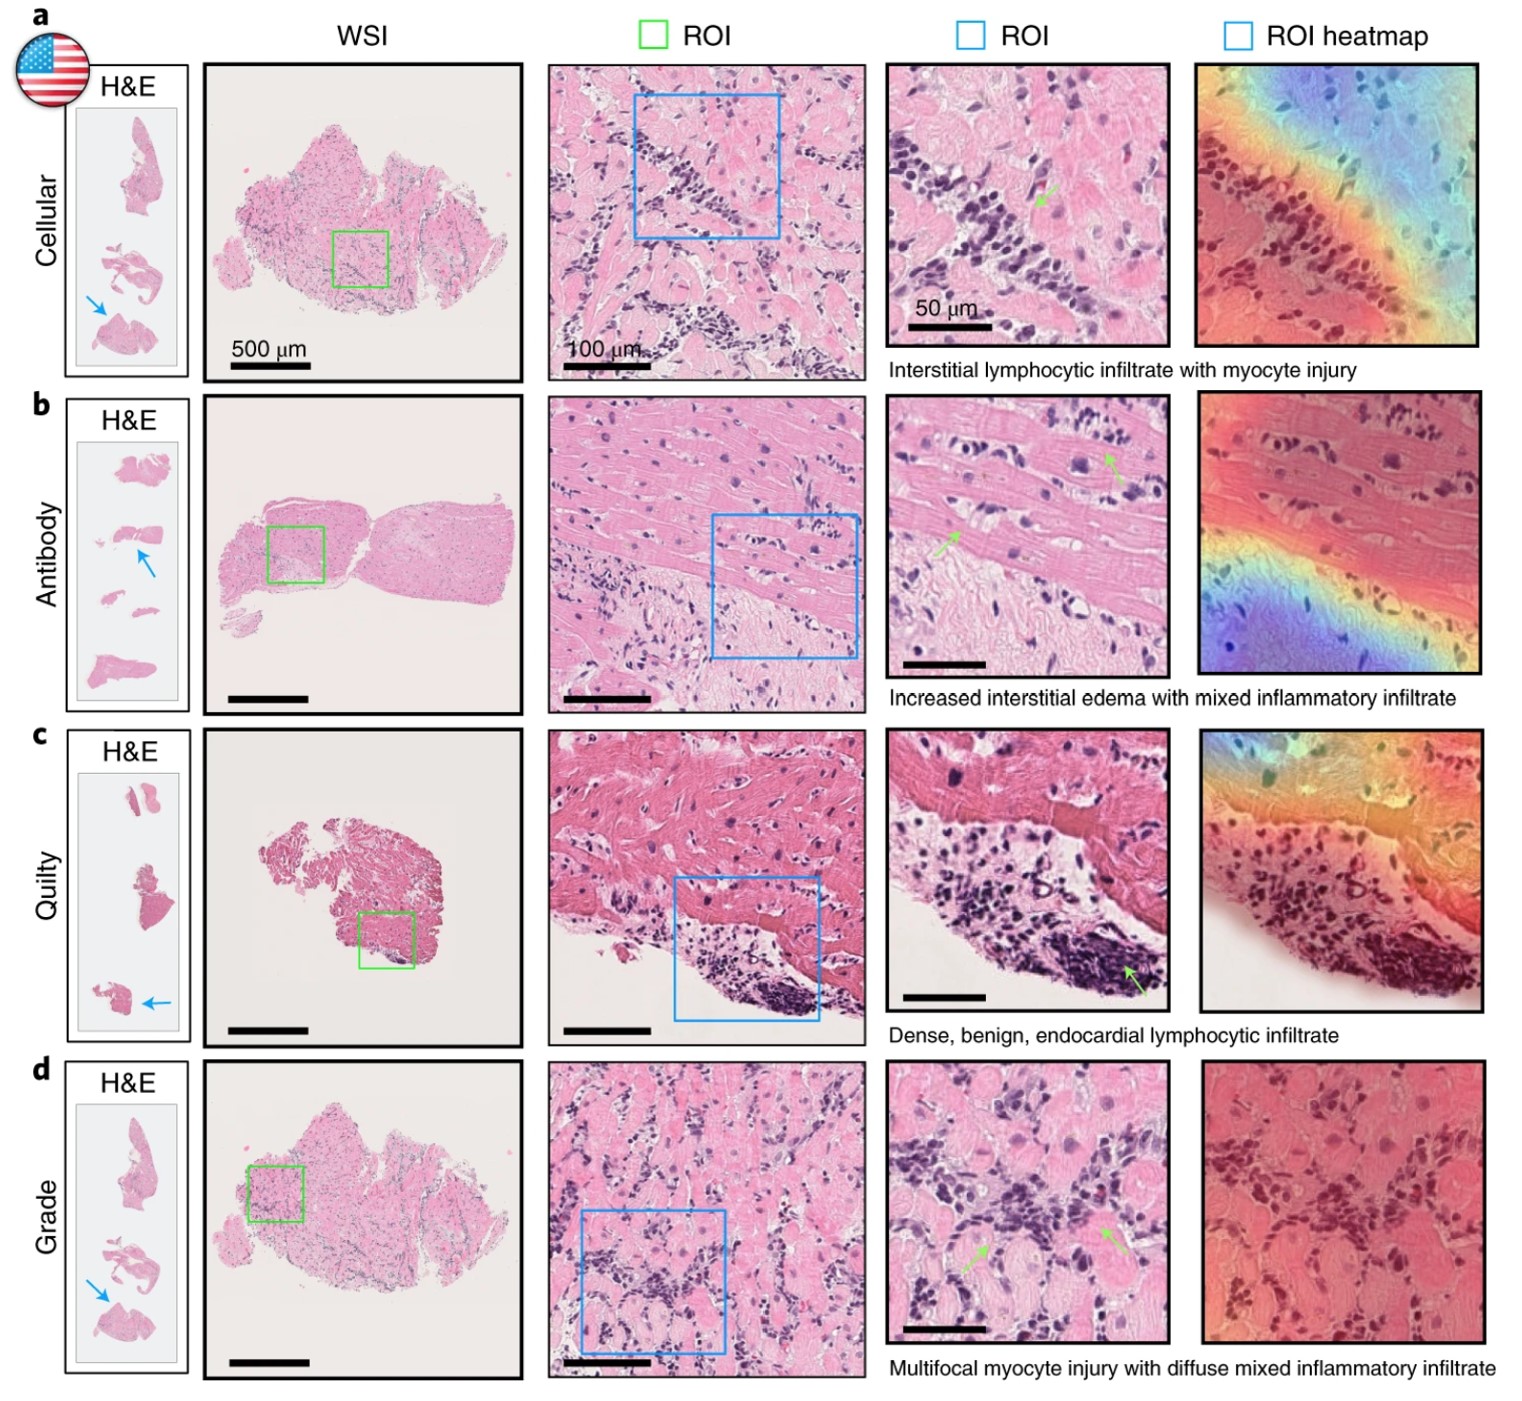 a
WSI
ROI
ROI
ROI heatmap
H&E
Cellular
500 μm
100 μm
50 μm
Interstitial lymphocytic infiltrate with myocyte injury
b
H&E
Antibody
Increased interstitial edema with mixed inflammatory infiltrate
c
H&E
Quilty
Dense, benign, endocardial lymphocytic infiltrate
d
H&E
Grade
Multifocal myocyte injury with diffuse mixed inflammatory infiltrate